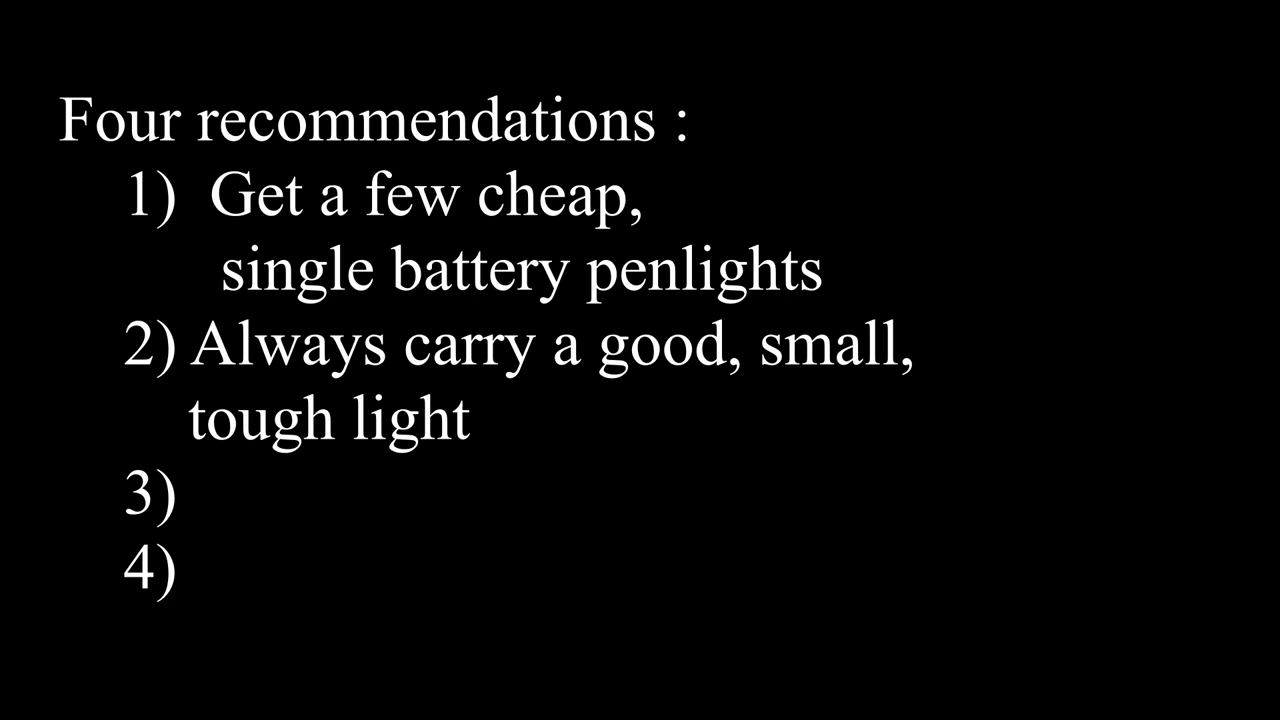 Four recommendations :
1) Get a few cheap,
single battery penlights
2) Always carry a good, small,
tough light
3)
4)